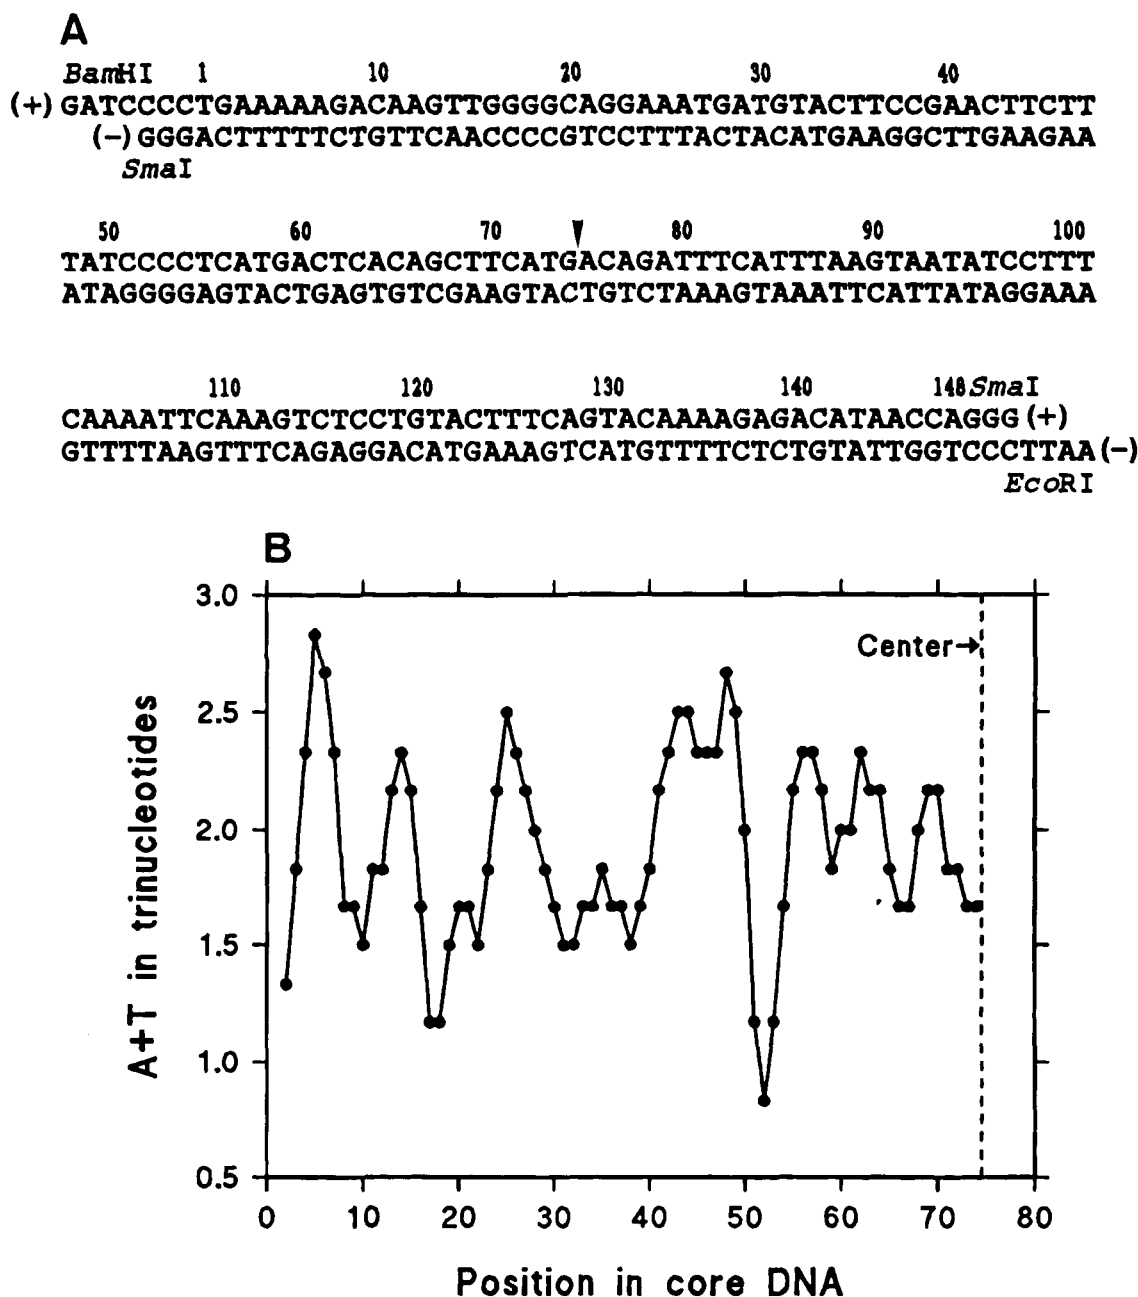 A
BamHI 1 10 20 30 40
(+) GATCCCCTGAAAAAGACAAGTTGGGGCAGGAAATGATGTACTTCCGAACTTCTT
(-) GGGACTTTTTCTGTTCAACCCCGTCCTTTACTACATGAAGGCTTGAAGAA
SmaI
50 60 70 80 90 100
TATCCCCTCATGACTCACAGCTTCATGACAGATTTCATTTAAGTAATATCCTTT
ATAGGGGAGTACTGAGTGTCGAAGTACTGTCTAAAGTAAATTCATTATAGGAAA
110 120 130 140 148 SmaI
CAAAATTCAAAGTCTCCTGTACTTTCAGTACAAAAGAGACATAACCAGGG (+)
GTTTTAAGTTTCAGAGGACATGAAAGTCATGTTTTCTCTGTATTGGTCCCTTAA (-)
EcoRI
B
3.0
2.5
2.0
1.5
1.0
0.5
A+T in trinucleotides
Center→
0 10 20 30 40 50 60 70 80
Position in core DNA